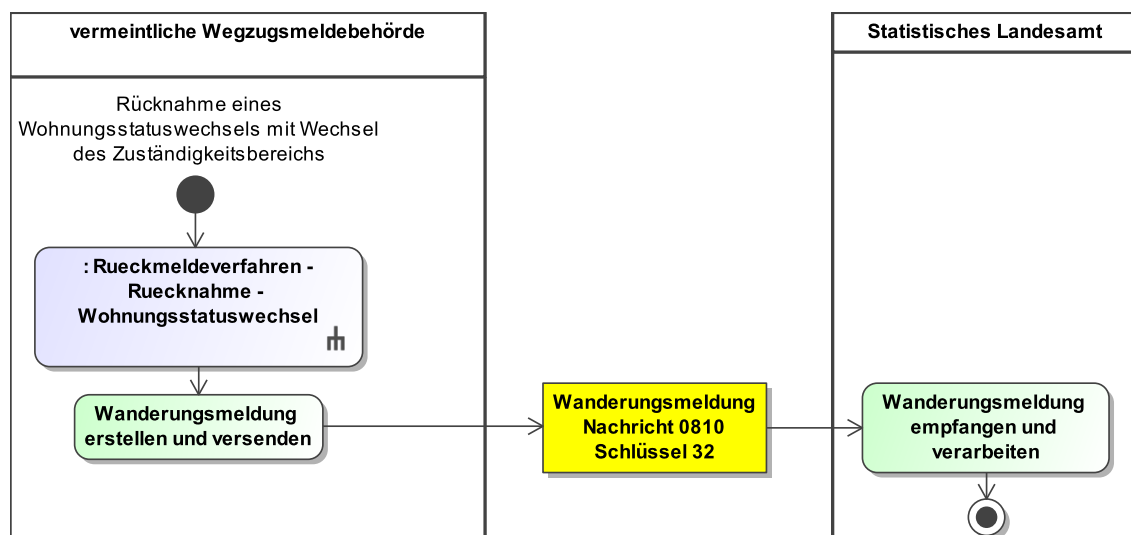 vermeintliche Wegzugsmeldebehörde
Statistisches Landesamt
Rücknahme eines
Wohnungsstatuswechsels mit Wechsel
des Zuständigkeitsbereichs
: Rueckmeldeverfahren -
Ruecknahme -
Wohnungsstatuswechsel
Wanderungsmeldung
erstellen und versenden
Wanderungsmeldung
Nachricht 0810
Schlüssel 32
Wanderungsmeldung
empfangen und
verarbeiten